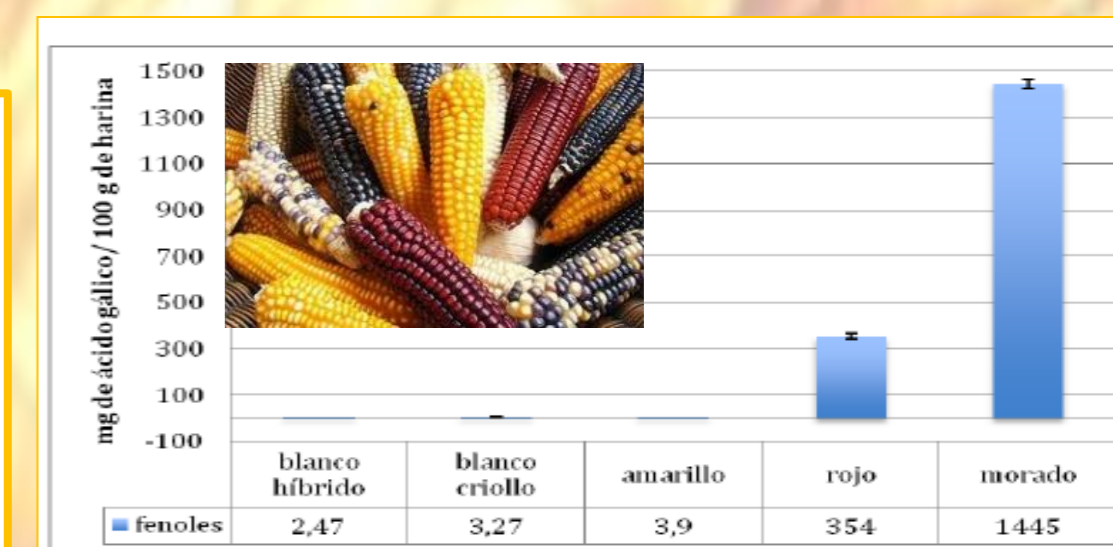 mg de ácido gálico/ 100 g de harina
1500
1300
1100
900
700
500
300
100
-100
blanco híbrido
blanco criollo
amarillo
rojo
morado
fenoles 2,47 3,27 3,9 354 1445